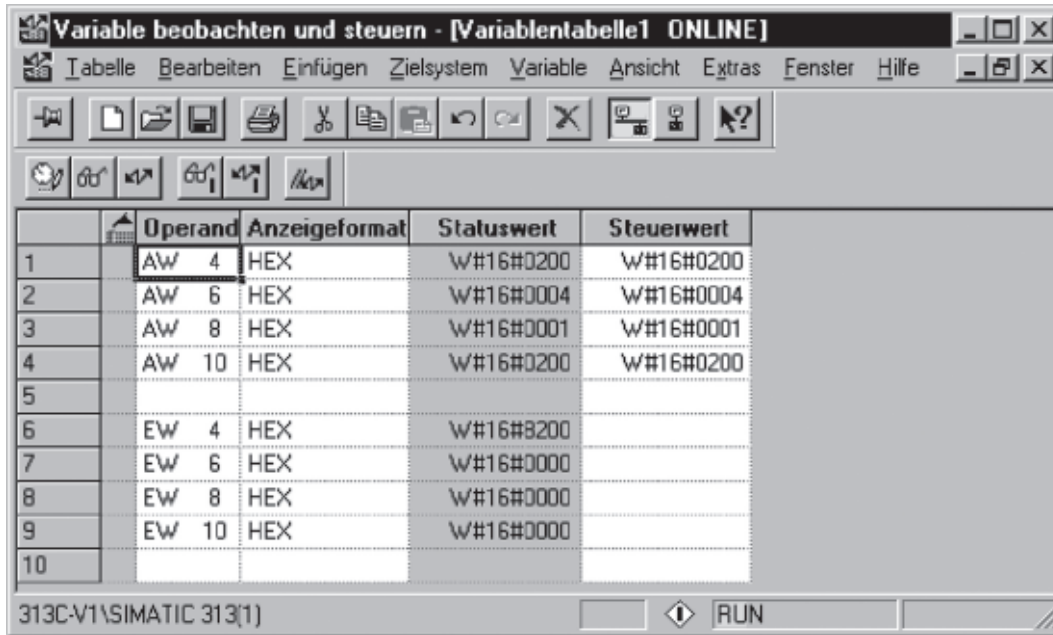 Variable beobachten und steuern - [Variablentabelle1 ONLINE]
Tabelle Bearbeiten Einfügen Zielsystem Variable Ansicht Extras Fenster Hilfe
Operand Anzeigeformat Statuswert Steuerwert
1 AW 4 HEX W#16#0200 W#16#0200
2 AW 6 HEX W#16#0004 W#16#0004
3 AW 8 HEX W#16#0001 W#16#0001
4 AW 10 HEX W#16#0200 W#16#0200
5
6 EW 4 HEX W#16#8200
7 EW 6 HEX W#16#0000
8 EW 8 HEX W#16#0000
9 EW 10 HEX W#16#0000
10
313C-V1\SIMATIC 313(1) RUN